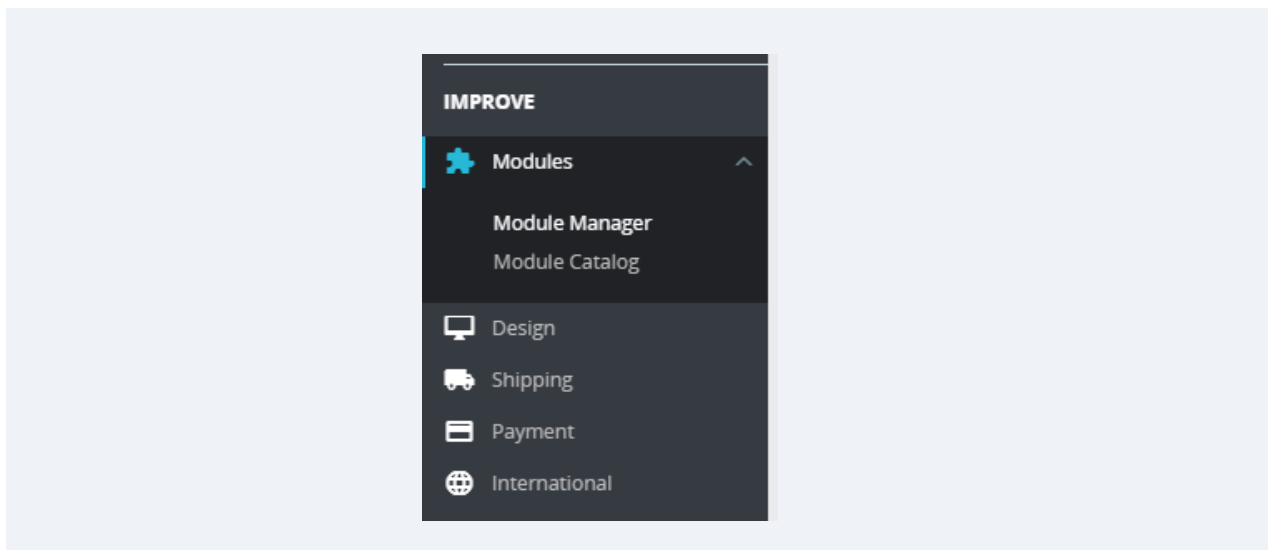 IMPROVE
Modules
Module Manager
Module Catalog
Design
Shipping
Payment
International